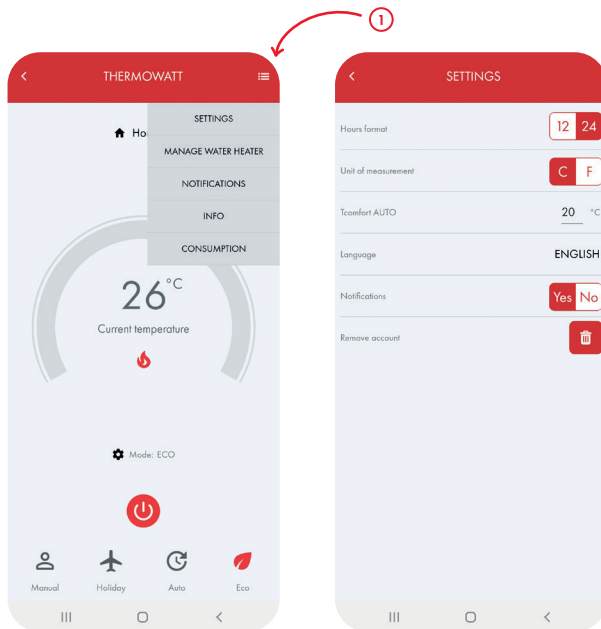 1
THERMOWATT
Ho
SETTINGS
MANAGE WATER HEATER
NOTIFICATIONS
INFO
CONSUMPTION
26°C
Current temperature
Mode: ECO
Manual Holiday Auto Eco
SETTINGS
Hours format 12 24
Unit of measurement C F
Tcomfort AUTO 20 °C
Language ENGLISH
Notifications Yes No
Remove account